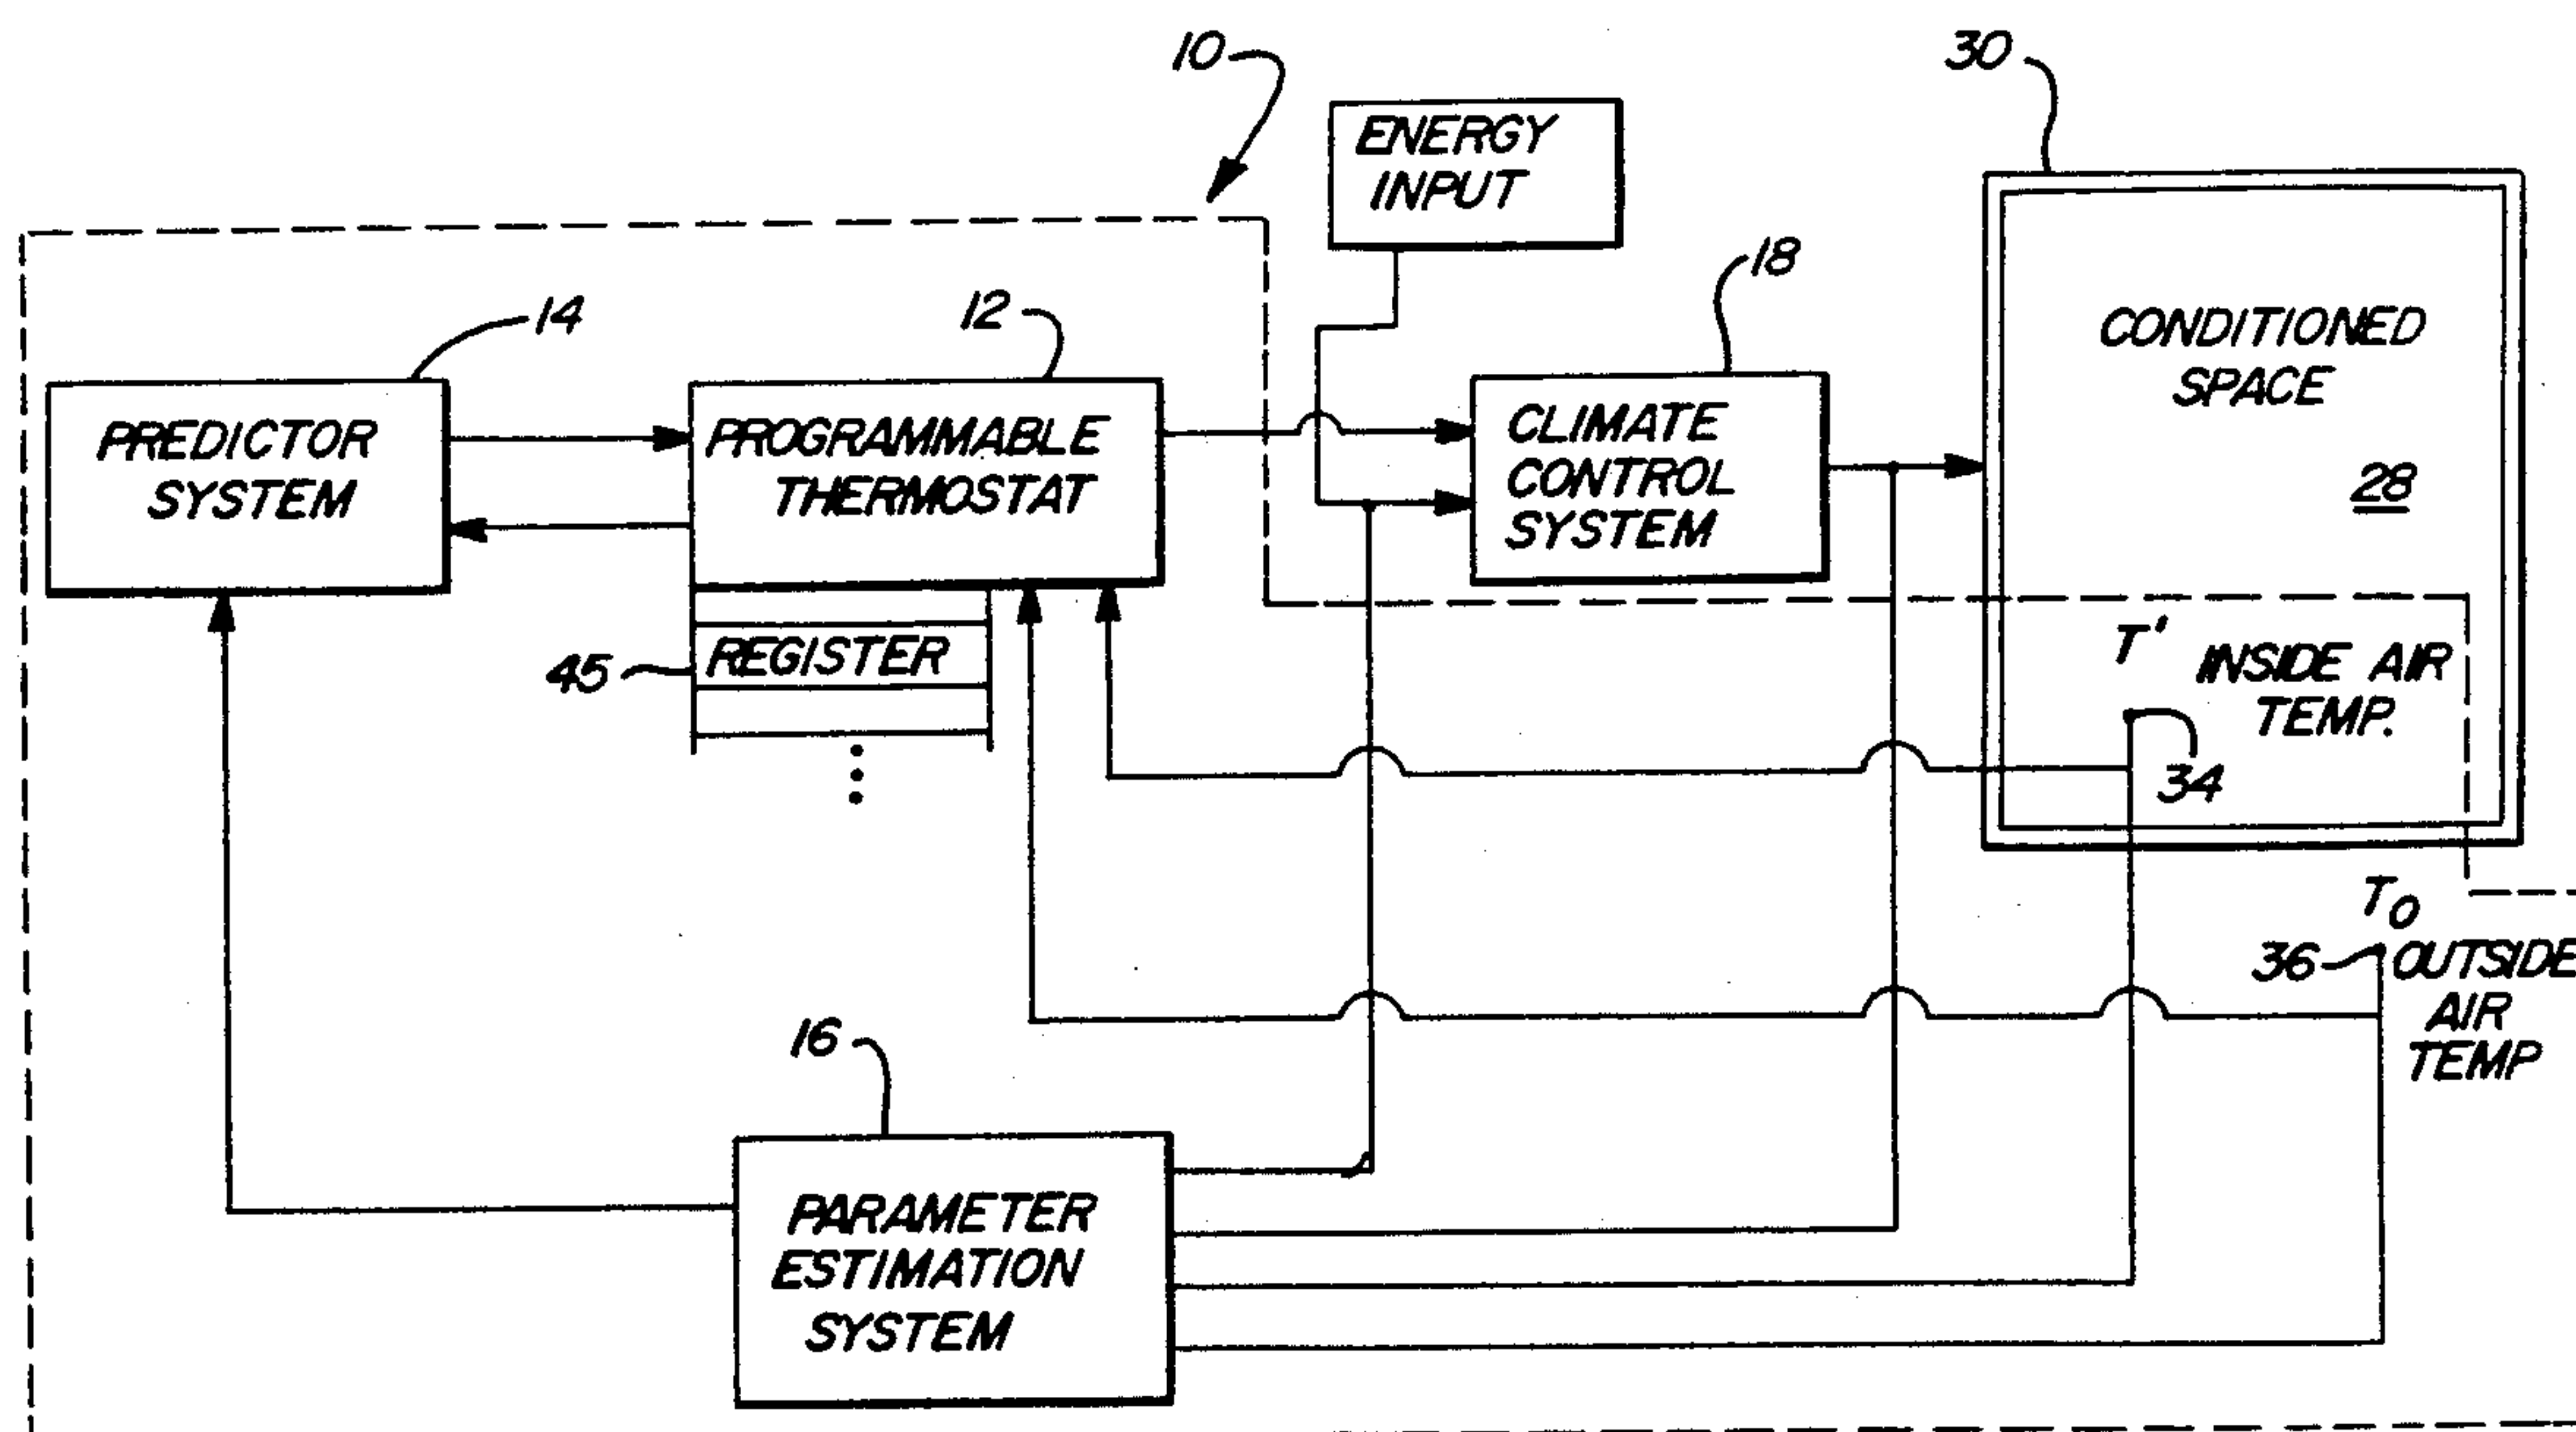 10
30
ENERGY
INPUT
18
14
12
PREDICTOR
SYSTEM
PROGRAMMABLE
THERMOSTAT
CLIMATE
CONTROL
SYSTEM
CONDITIONED
SPACE
28
45
REGISTER
T'
INSIDE AIR
TEMP.
34
To
36
OUTSIDE
AIR
TEMP
16
PARAMETER
ESTIMATION
SYSTEM